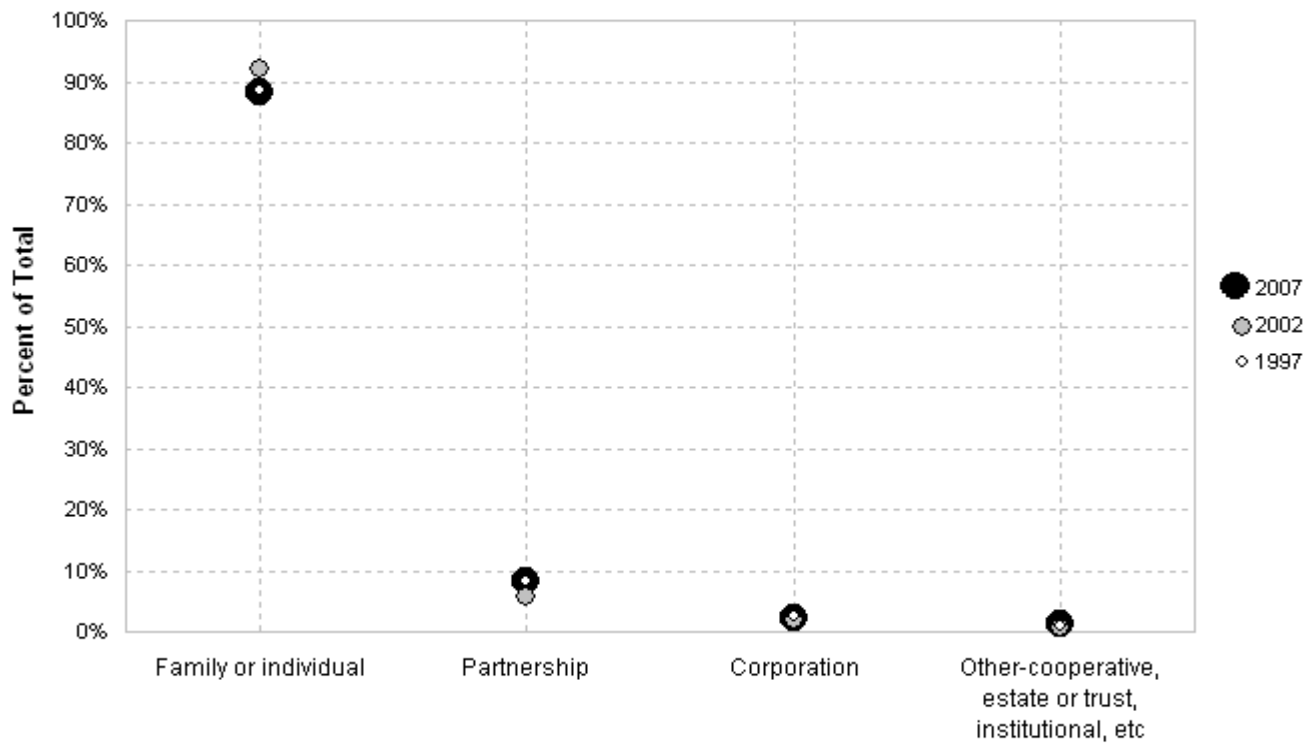 100%
90%
80%
70%
60%
50%
40%
30%
20%
10%
0%
Percent of Total
Family or individual
Partnership
Corporation
Other-cooperative,
estate or trust,
institutional, etc
2007
2002
1997